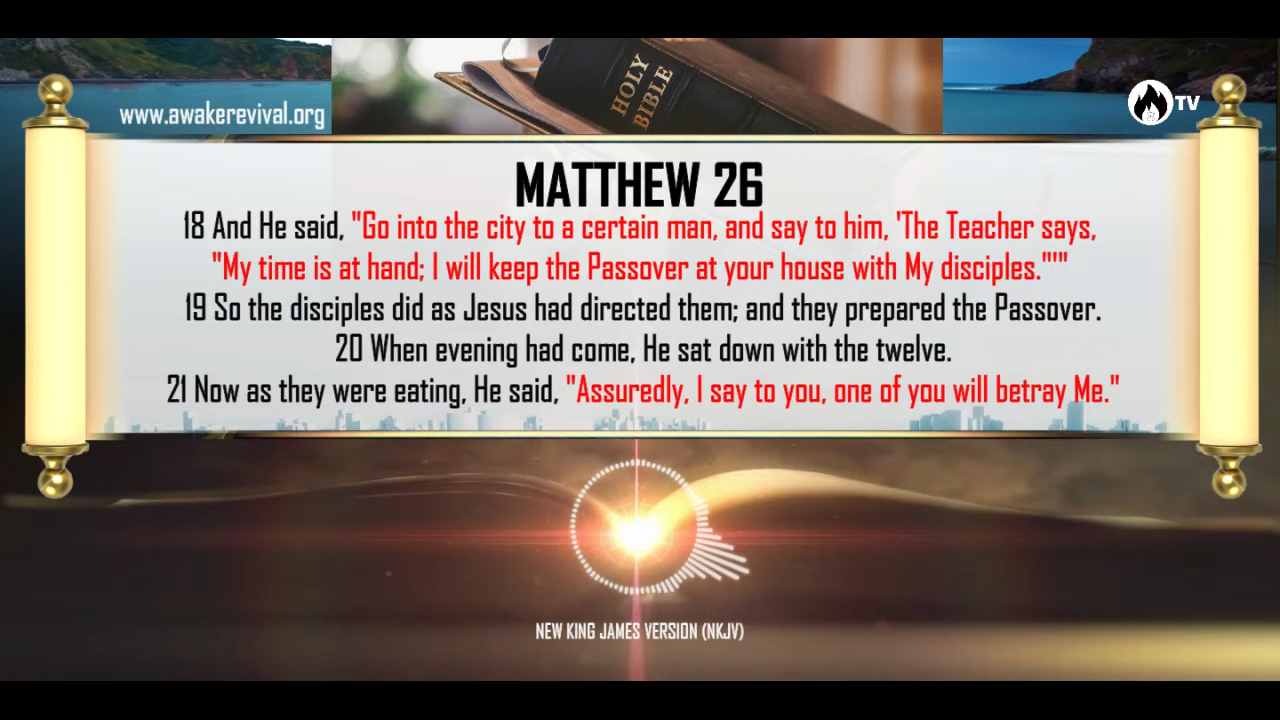 www.awakerevival.org
HOLY
BIBLE
TV
MATTHEW 26
18 And He said, "Go into the city to a certain man, and say to him, 'The Teacher says,
"My time is at hand; I will keep the Passover at your house with My disciples."'"
19 So the disciples did as Jesus had directed them; and they prepared the Passover.
20 When evening had come, He sat down with the twelve.
21 Now as they were eating, He said, "Assuredly, I say to you, one of you will betray Me."
NEW KING JAMES VERSION (NKJV)